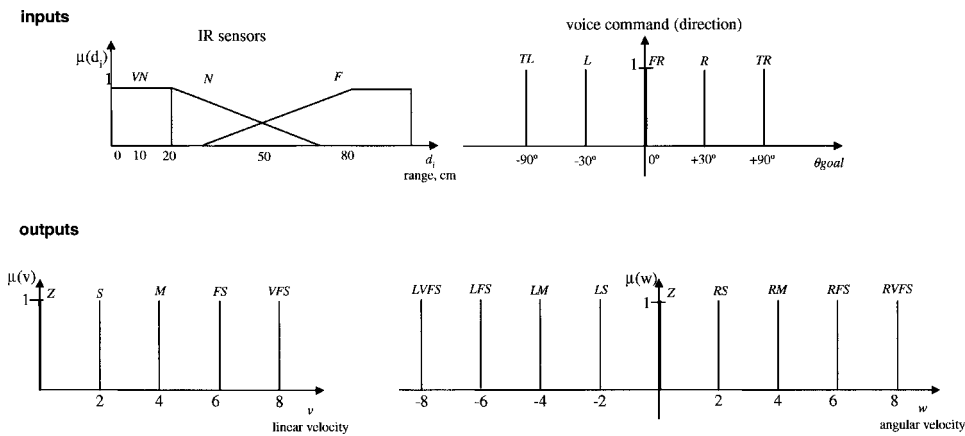 inputs
IR sensors
voice command (direction)
μ(d_i)
1 VN N F
0 10 20 50 80 d_i
range, cm
TL L 1 FR R TR
-90° -30° 0° +30° +90° θgoal
outputs
μ(v)
1 Z S M FS VFS
2 4 6 8 v
linear velocity
μ(w)
LVFS LFS LM LS 1 Z RS RM RFS RVFS
-8 -6 -4 -2 2 4 6 8 w
angular velocity